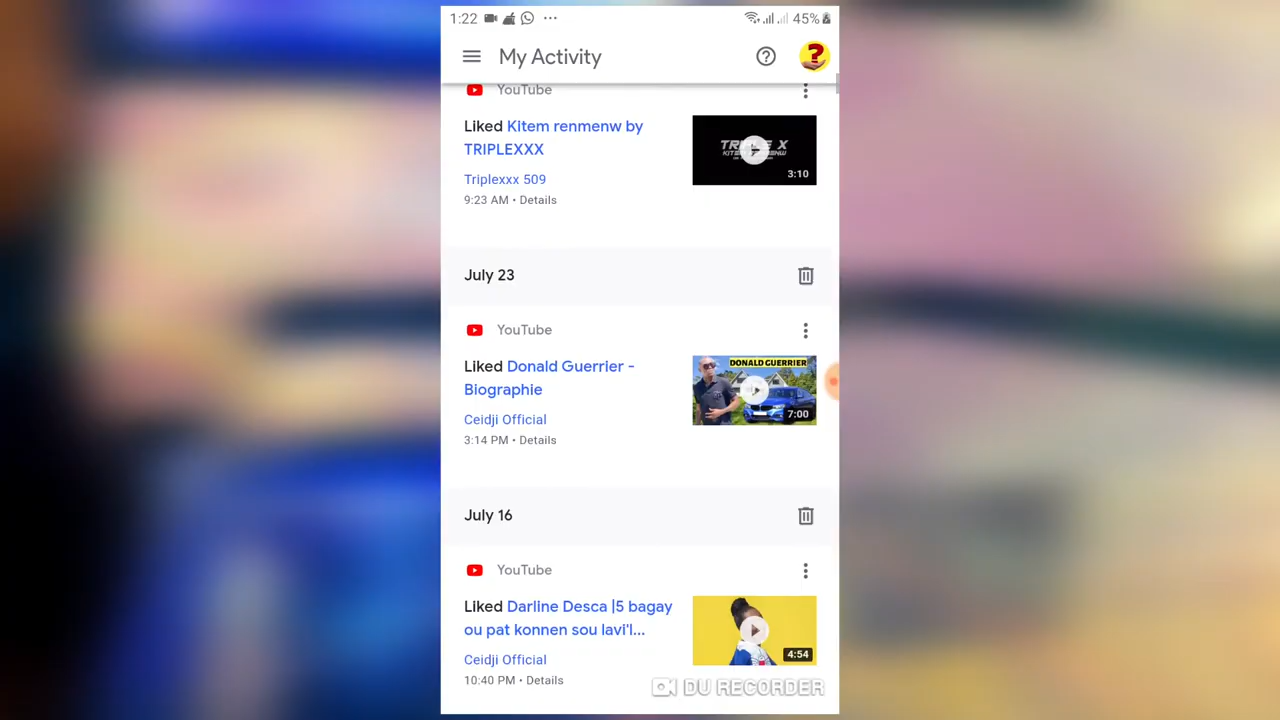 1:22 ... 45%
My Activity
YouTube
Liked Kitem renmenw by
TRIPLEXXX
Triplexxx 509
9:23 AM • Details
TRIPLE X
3:10
July 23
YouTube
Liked Donald Guerrier -
Biographie
Ceidji Official
3:14 PM • Details
DONALD GUERRIER
7:00
July 16
YouTube
Liked Darline Desca |5 bagay
ou pat konnen sou lavi'l...
Ceidji Official
10:40 PM • Details
4:54
DU RECORDER